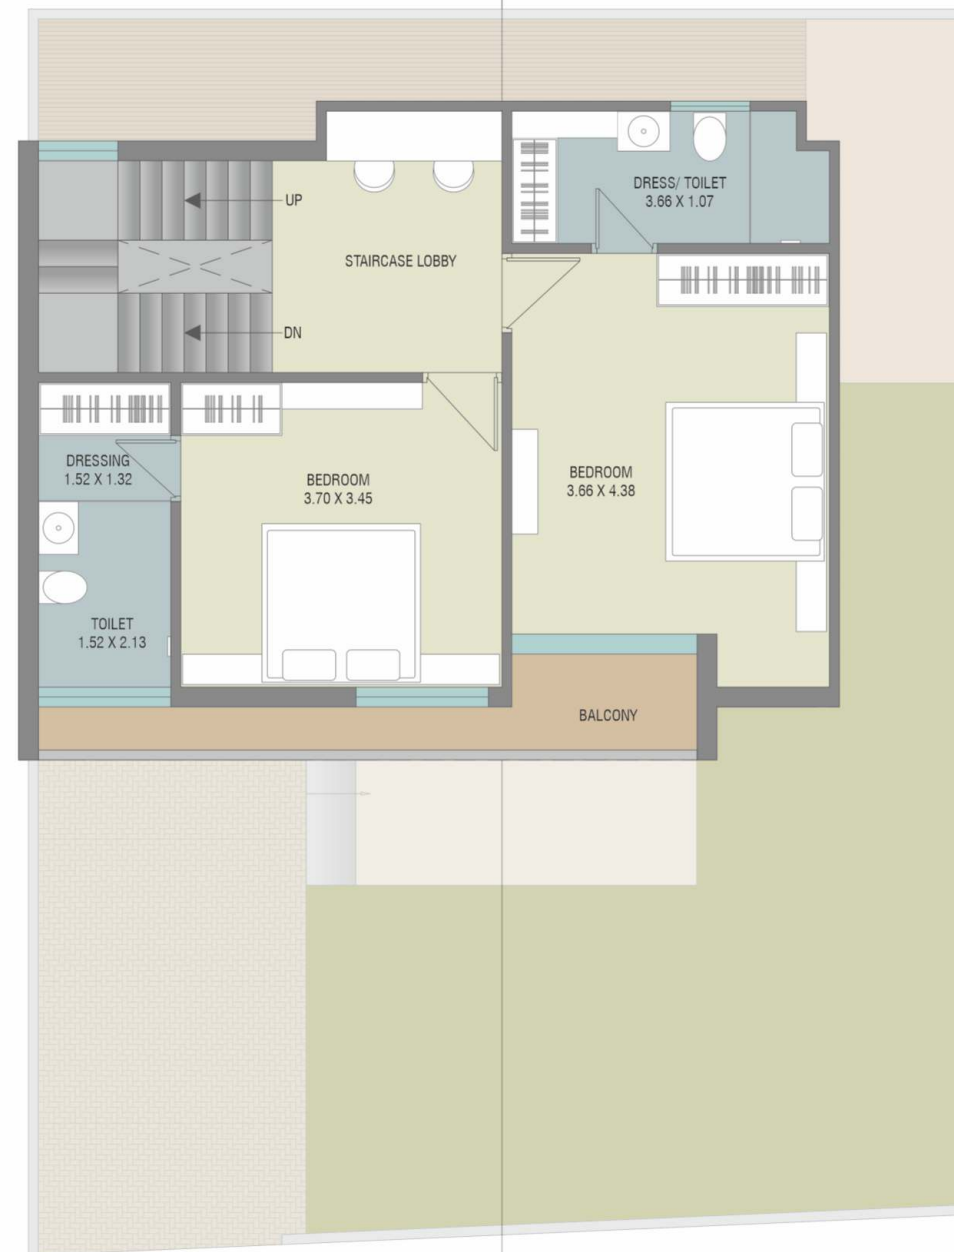 DRESS/ TOILET
3.66 X 1.07
UP
STAIRCASE LOBBY
DN
DRESSING
1.52 X 1.32
BEDROOM
3.70 X 3.45
BEDROOM
3.66 X 4.38
TOILET
1.52 X 2.13
BALCONY